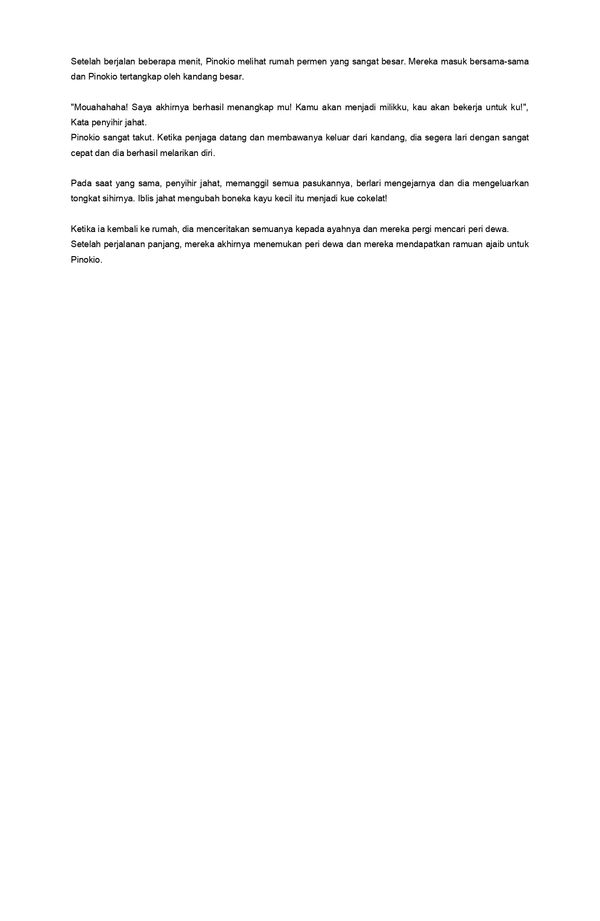 Setelah berjalan beberapa menit, Pinokio melihat rumah permen yang sangat besar. Mereka masuk bersama-sama
dan Pinokio tertangkap oleh kandang besar.
"Mouahahaha! Saya akhirnya berhasil menangkap mu! Kamu akan menjadi milikku, kau akan bekerja untuk ku!",
Kata penyihir jahat.
Pinokio sangat takut. Ketika penjaga datang dan membawanya keluar dari kandang, dia segera lari dengan sangat
cepat dan dia berhasil melarikan diri.
Pada saat yang sama, penyihir jahat, memanggil semua pasukannya, berlari mengejarnya dan dia mengeluarkan
tongkat sihirnya. Iblis jahat mengubah boneka kayu kecil itu menjadi kue cokelat!
Ketika ia kembali ke rumah, dia menceritakan semuanya kepada ayahnya dan mereka pergi mencari peri dewa.
Setelah perjalanan panjang, mereka akhirnya menemukan peri dewa dan mereka mendapatkan ramuan ajaib untuk
Pinokio.